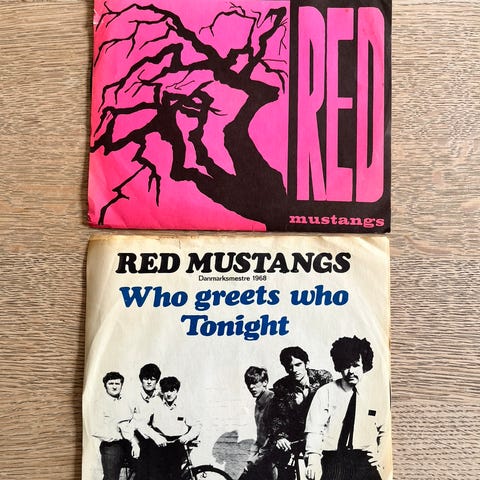 RED
mustangs
RED MUSTANGS
Danmarksmestre 1968
Who greets who
Tonight